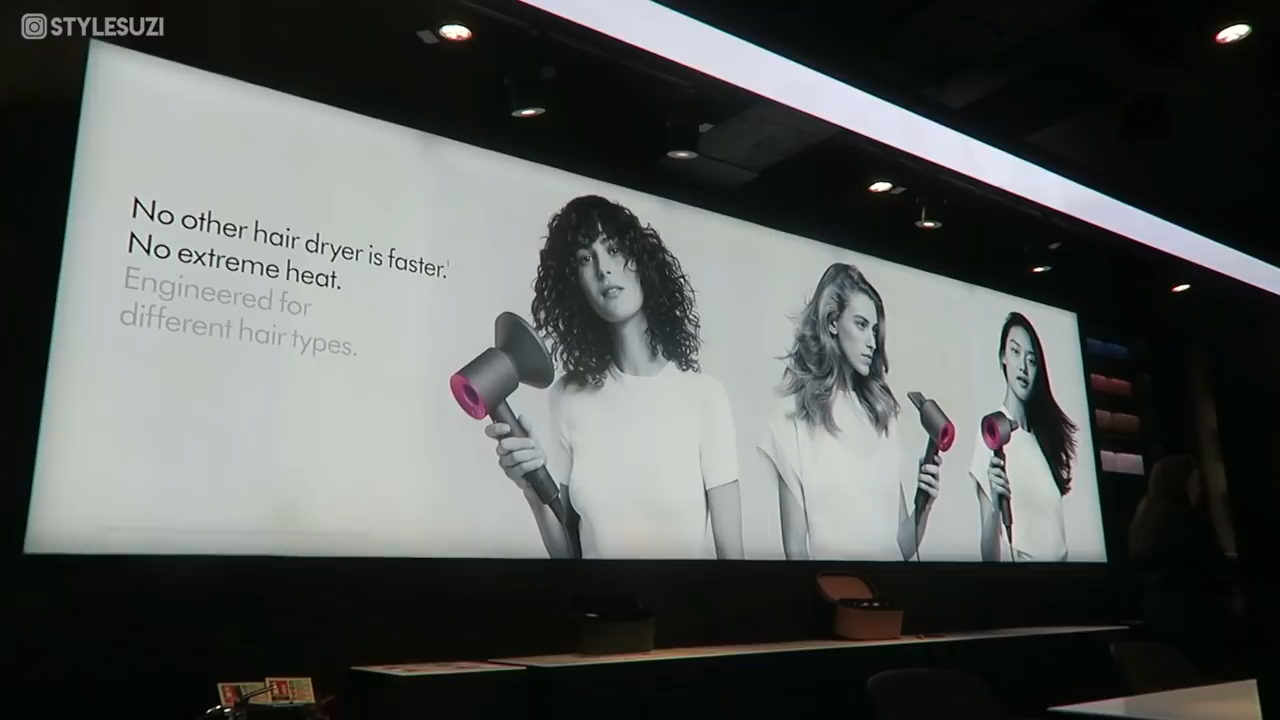 STYLESUZI
No other hair dryer is faster.¹
No extreme heat.
Engineered for
different hair types.